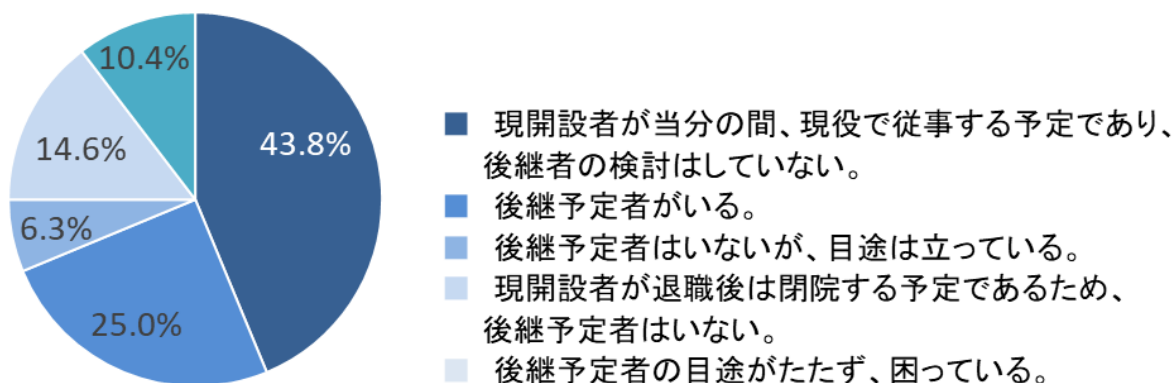 10.4%
43.8%
14.6%
6.3%
25.0%
現開設者が当分の間、現役で従事する予定であり、
後継者の検討はしていない。
後継予定者がいる。
後継予定者はいないが、目途は立っている。
現開設者が退職後は閉院する予定であるため、
後継予定者はいない。
後継予定者の目途がたたず、困っている。